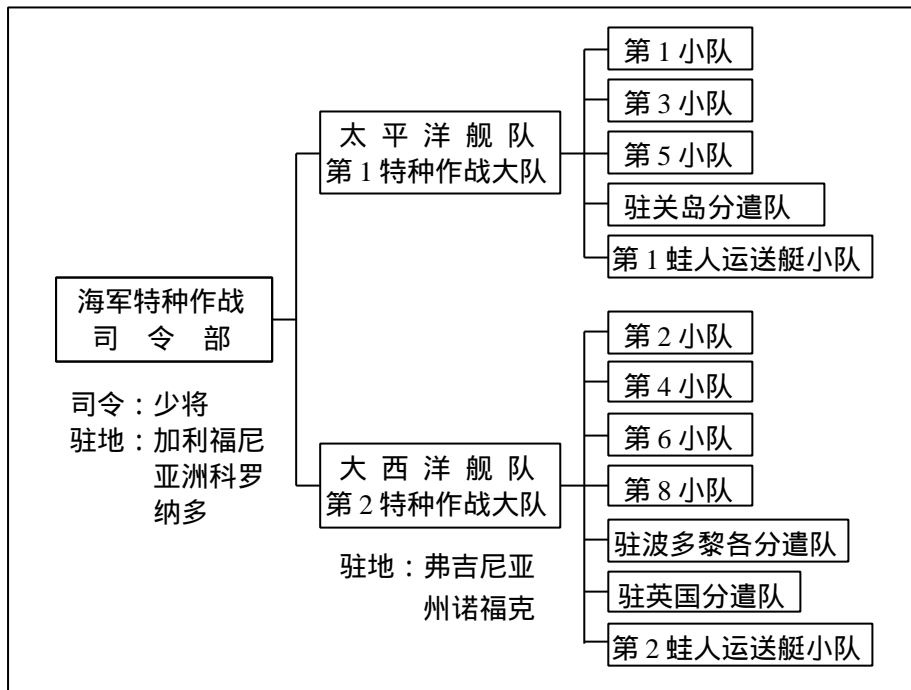 海军特种作战
司 令 部
司令：少将
驻地：加利福尼
亚洲科罗
纳多
太 平 洋 舰 队
第 1 特种作战大队
第 1 小队
第 3 小队
第 5 小队
驻关岛分遣队
第 1 蛙人运送艇小队
大 西 洋 舰 队
第 2 特种作战大队
驻地：弗吉尼亚
州诺福克
第 2 小队
第 4 小队
第 6 小队
第 8 小队
驻波多黎各分遣队
驻英国分遣队
第 2 蛙人运送艇小队